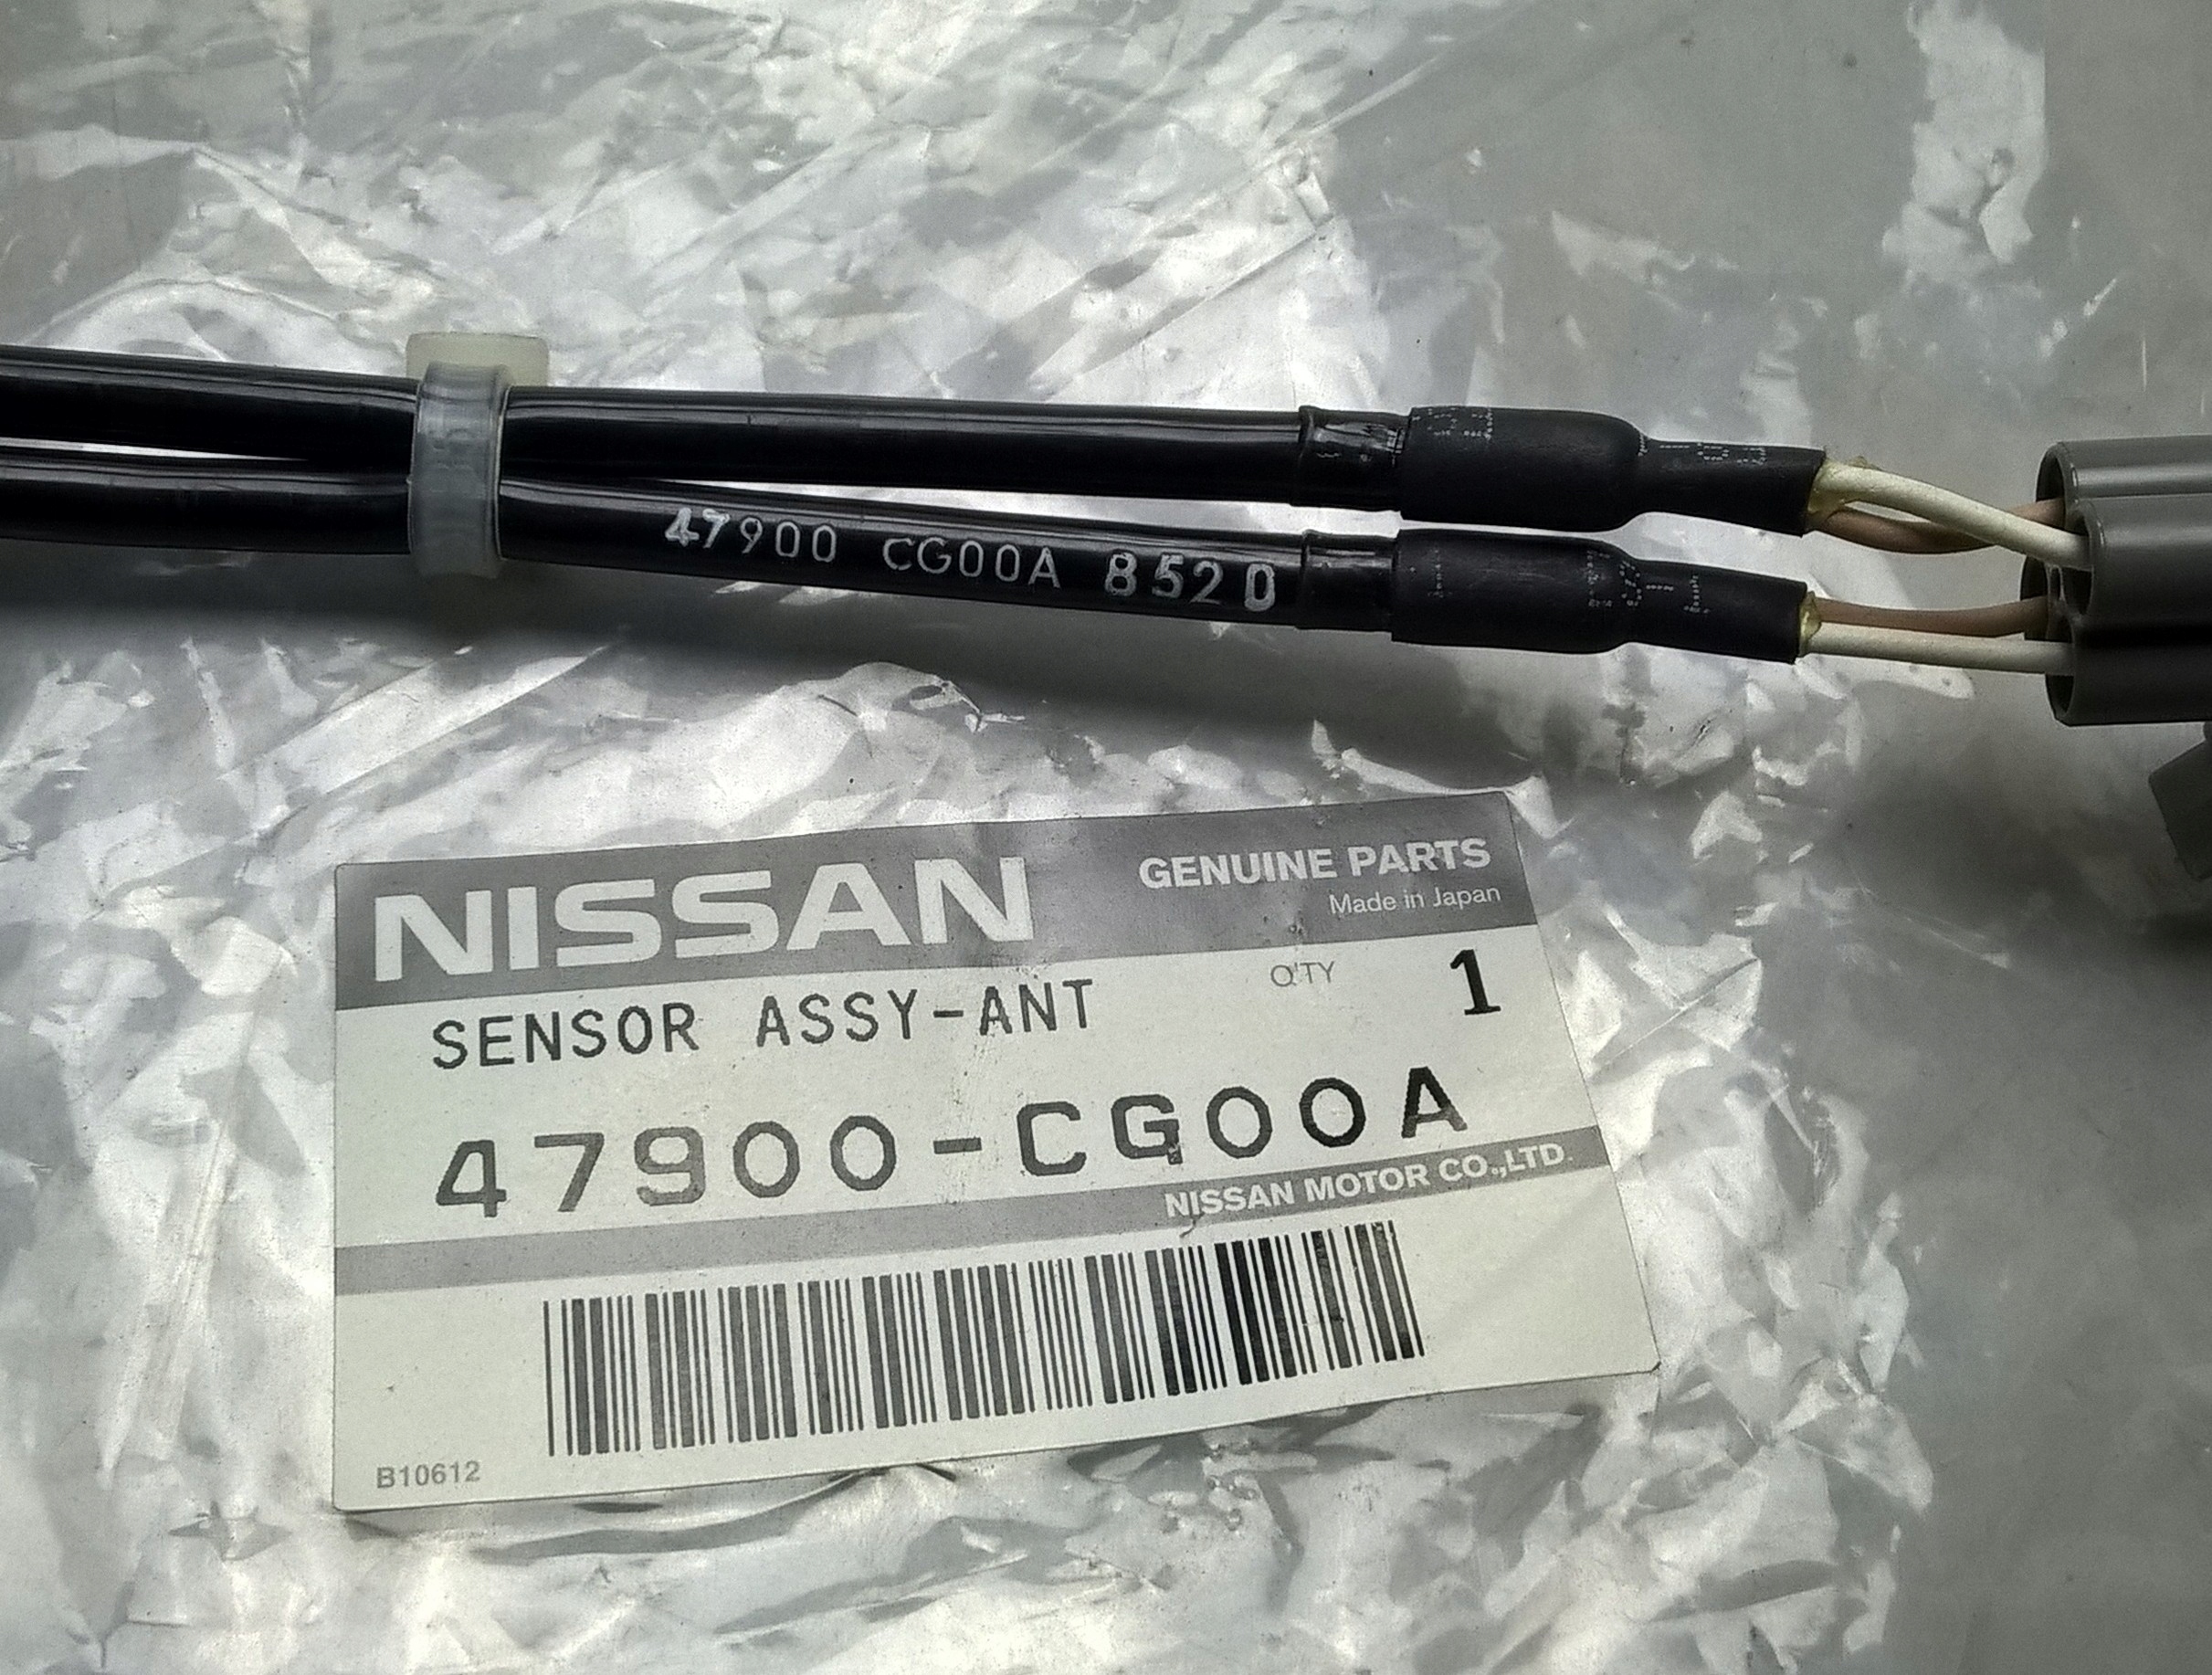 47900 CG00A 8520
NISSAN
GENUINE PARTS
Made in Japan
SENSOR ASSY-ANT
Q'TY 1
47900-CG00A
NISSAN MOTOR CO.,LTD.
B10612